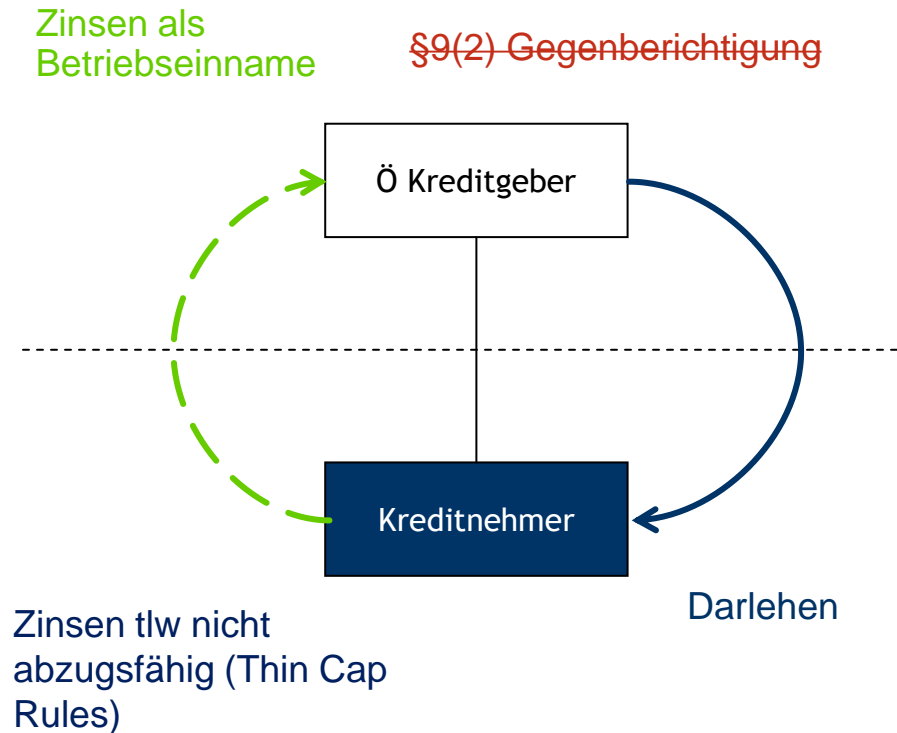 Zinsen als
Betriebseinname
§9(2) Gegenberichtigung
Ö Kreditgeber
Kreditnehmer
Darlehen
Zinsen tlw nicht
abzugsfähig (Thin Cap
Rules)